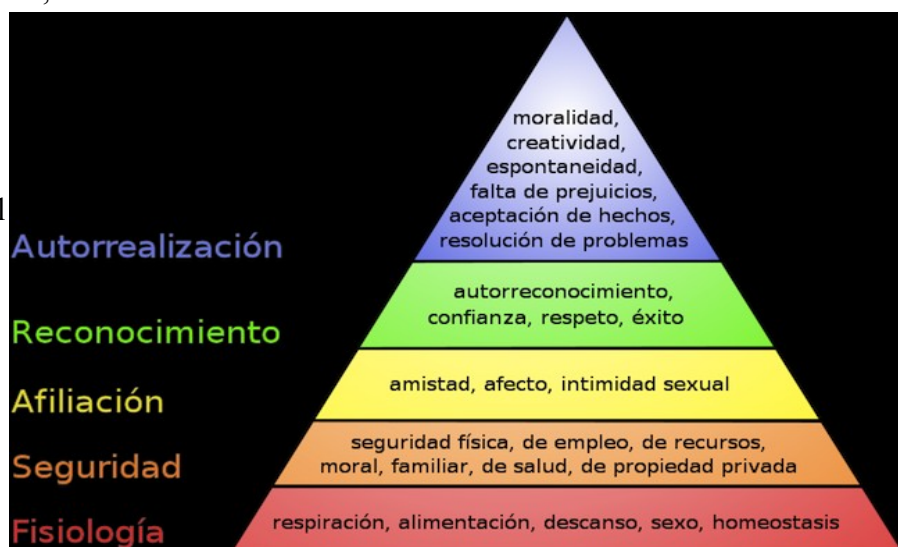 moralidad,
creatividad,
espontaneidad,
falta de prejuicios,
aceptación de hechos,
resolución de problemas
Autorrealización
autorreconocimiento,
confianza, respeto, éxito
Reconocimiento
amistad, afecto, intimidad sexual
Afiliación
seguridad física, de empleo, de recursos,
moral, familiar, de salud, de propiedad privada
Seguridad
respiración, alimentación, descanso, sexo, homeostasis
Fisiología